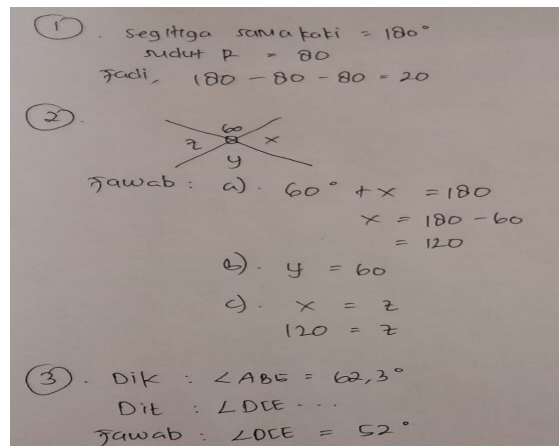 1. Segitiga sama kaki = 180°
sudut R = 80
Jadi, 180 - 80 - 80 = 20
2.
60
z x
y
Jawab : a). 60° + x = 180
x = 180 - 60
= 120
b). y = 60
c). x = z
120 = z
3. Dik : ∠ABE = 62,3°
Dit : ∠DCE ...
Jawab : ∠DCE = 52°